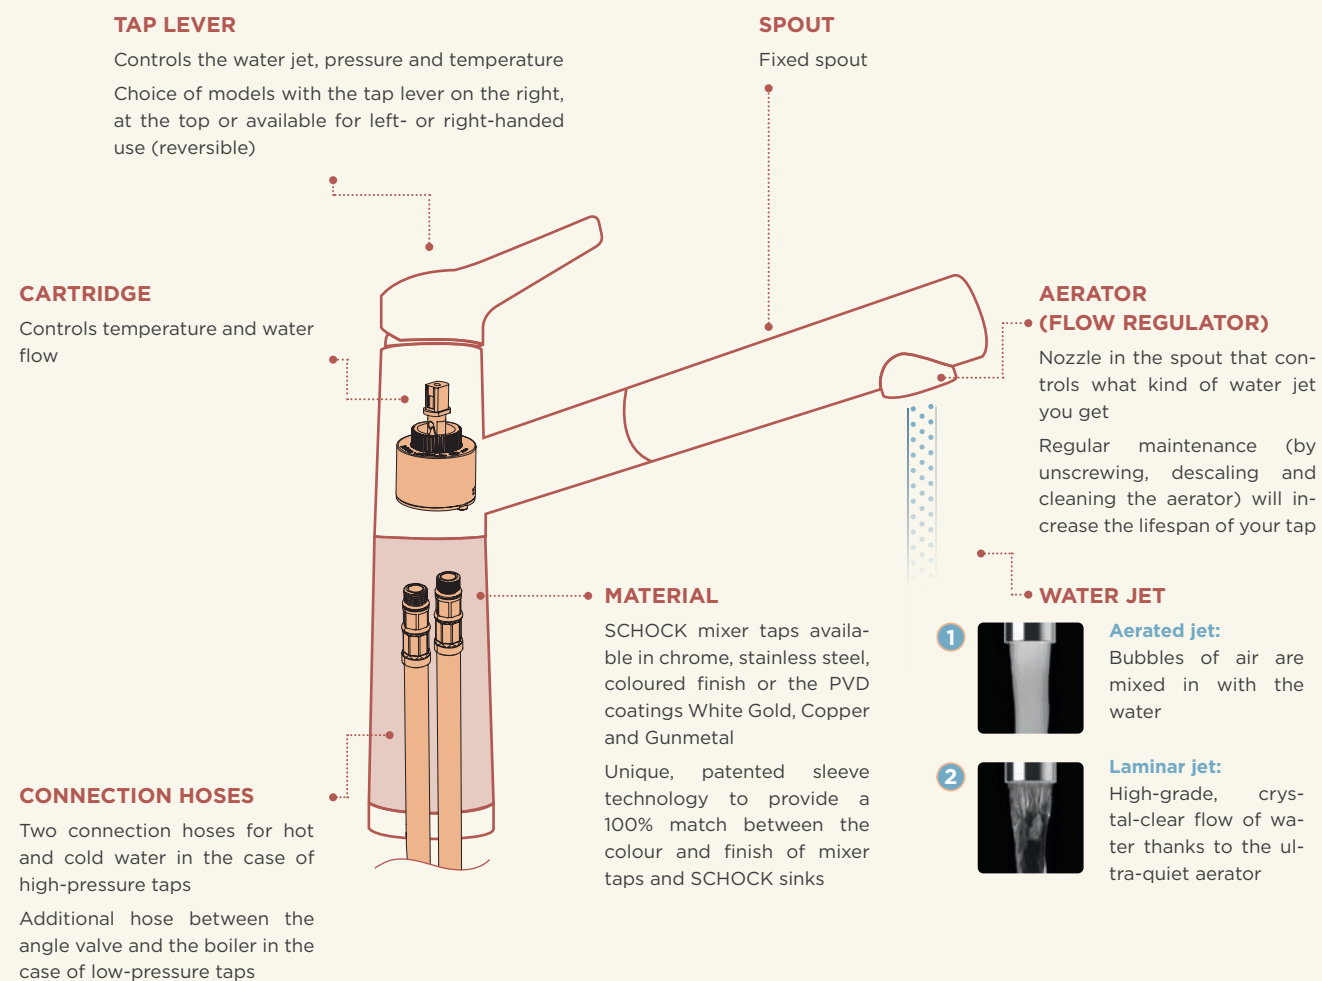 TAP LEVER
Controls the water jet, pressure and temperature
Choice of models with the tap lever on the right,
at the top or available for left- or right-handed
use (reversible)
SPOUT
Fixed spout
CARTRIDGE
Controls temperature and water
flow
AERATOR
(FLOW REGULATOR)
Nozzle in the spout that con-
trols what kind of water jet
you get
Regular maintenance (by
unscrewing, descaling and
cleaning the aerator) will in-
crease the lifespan of your tap
MATERIAL
SCHOCK mixer taps availa-
ble in chrome, stainless steel,
coloured finish or the PVD
coatings White Gold, Copper
and Gunmetal
Unique, patented sleeve
technology to provide a
100% match between the
colour and finish of mixer
taps and SCHOCK sinks
WATER JET
1
Aerated jet:
Bubbles of air are
mixed in with the
water
2
Laminar jet:
High-grade, crys-
tal-clear flow of wa-
ter thanks to the ul-
tra-quiet aerator
CONNECTION HOSES
Two connection hoses for hot
and cold water in the case of
high-pressure taps
Additional hose between the
angle valve and the boiler in the
case of low-pressure taps